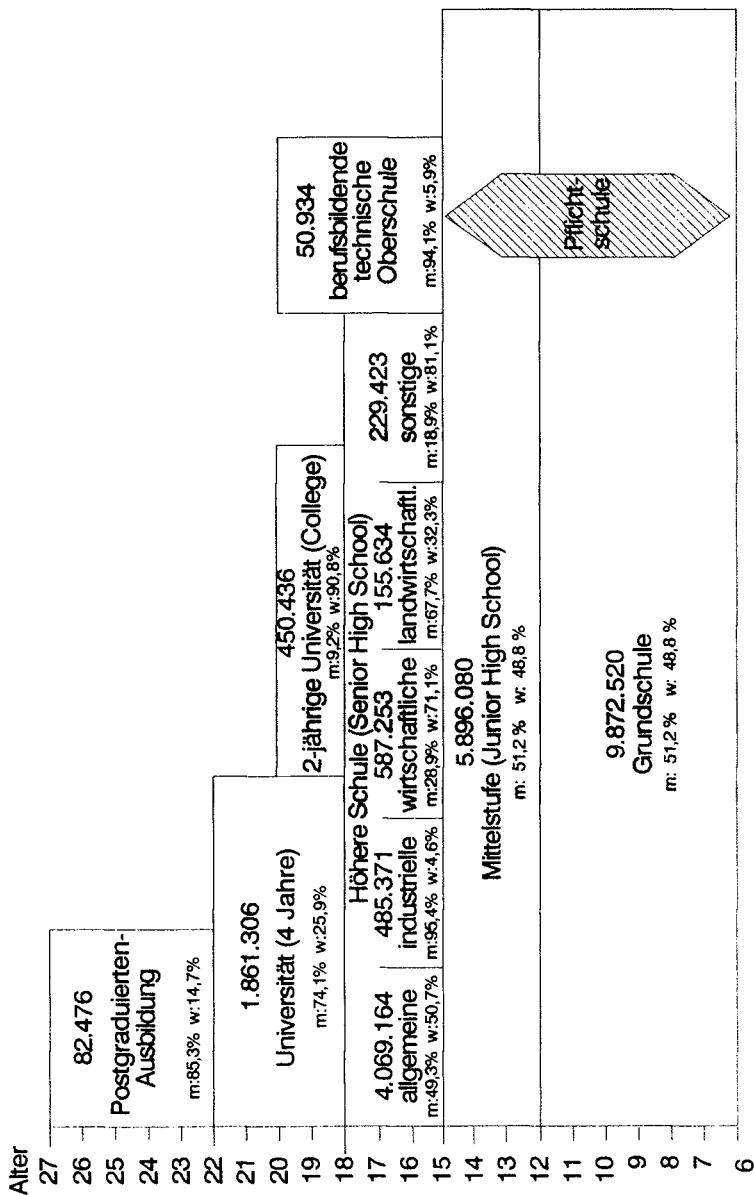 Alter
27
26
25
24
23
22
21
20
19
18
17
16
15
14
13
12
11
10
9
8
7
6
82.476
Postgraduierten-
Ausbildung
m:85,3% w:14,7%
1.861.306
Universität (4 Jahre)
m:74,1% w:25,9%
450.436
2-jährige Universität (College)
m:9,2% w:90,8%
50.934
berufsbildende
technische
Oberschule
m:94,1% w:5,9%
Höhere Schule (Senior High School)
4.069.164
allgemeine
m:49,3% w:50,7%
485.371
industrielle
m:95,4% w:4,6%
587.253
wirtschaftliche
m:28,9% w:71,1%
155.634
landwirtschaftl.
m:67,7% w:32,3%
229.423
sonstige
m:18,9% w:81,1%
5.896.080
Mittelstufe (Junior High School)
m: 51,2 % w: 48,8 %
9.872.520
Grundschule
m: 51,2 % w: 48,8 %
Pflicht-
schule